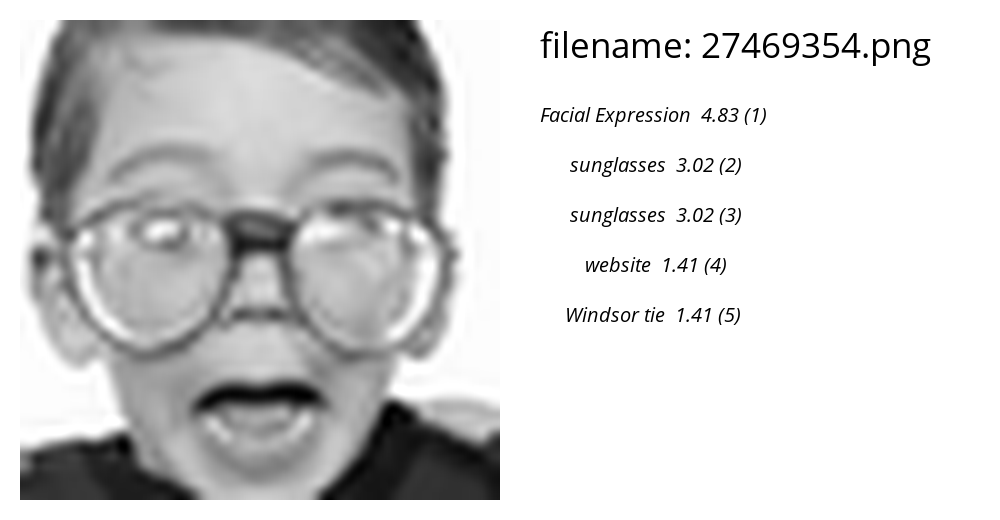 filename: 27469354.png
Facial Expression 4.83 (1)
sunglasses 3.02 (2)
sunglasses 3.02 (3)
website 1.41 (4)
Windsor tie 1.41 (5)